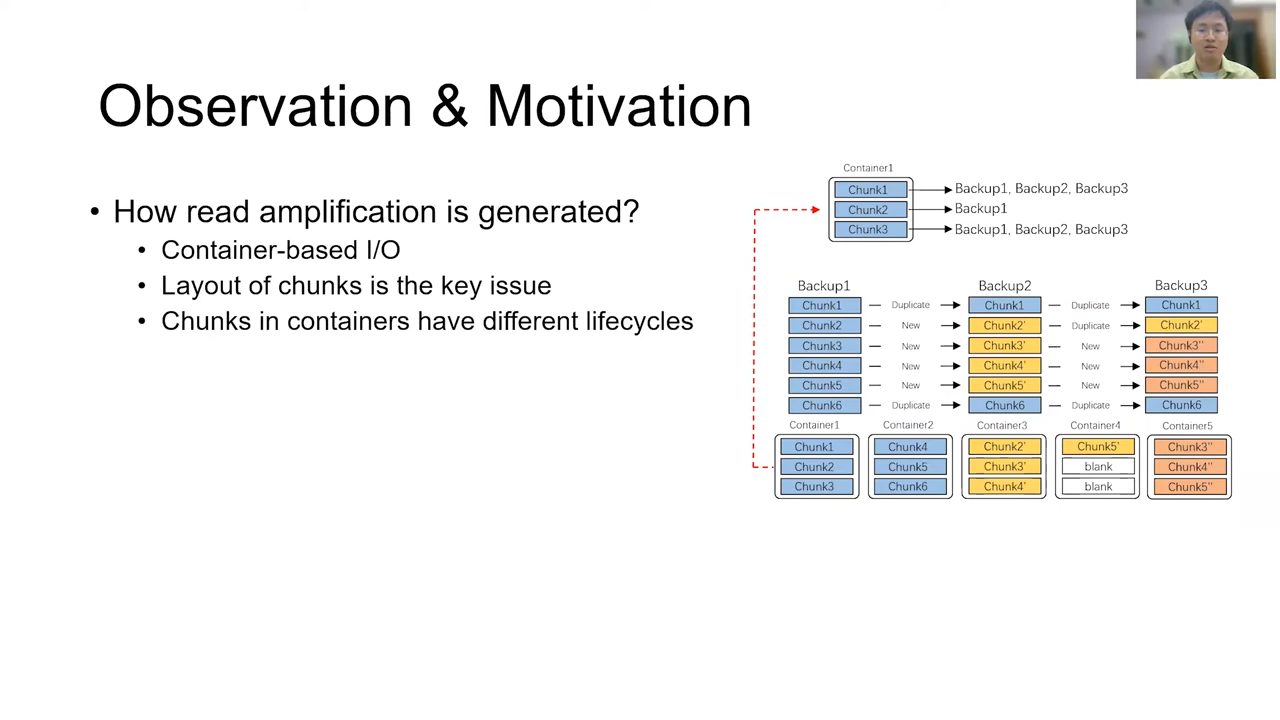 Observation & Motivation
• How read amplification is generated?
• Container-based I/O
• Layout of chunks is the key issue
• Chunks in containers have different lifecycles
Container1
Chunk1 Backup1, Backup2, Backup3
Chunk2 Backup1
Chunk3 Backup1, Backup2, Backup3
Backup1 Backup2 Backup3
Chunk1 Duplicate Chunk1 Duplicate Chunk1
Chunk2 New Chunk2' Duplicate Chunk2'
Chunk3 New Chunk3' New Chunk3''
Chunk4 New Chunk4' New Chunk4''
Chunk5 New Chunk5' New Chunk5''
Chunk6 Duplicate Chunk6 Duplicate Chunk6
Container1 Container2 Container3 Container4 Container5
Chunk1 Chunk4 Chunk2' Chunk5' Chunk3''
Chunk2 Chunk5 Chunk3' blank Chunk4''
Chunk3 Chunk6 Chunk4' blank Chunk5''